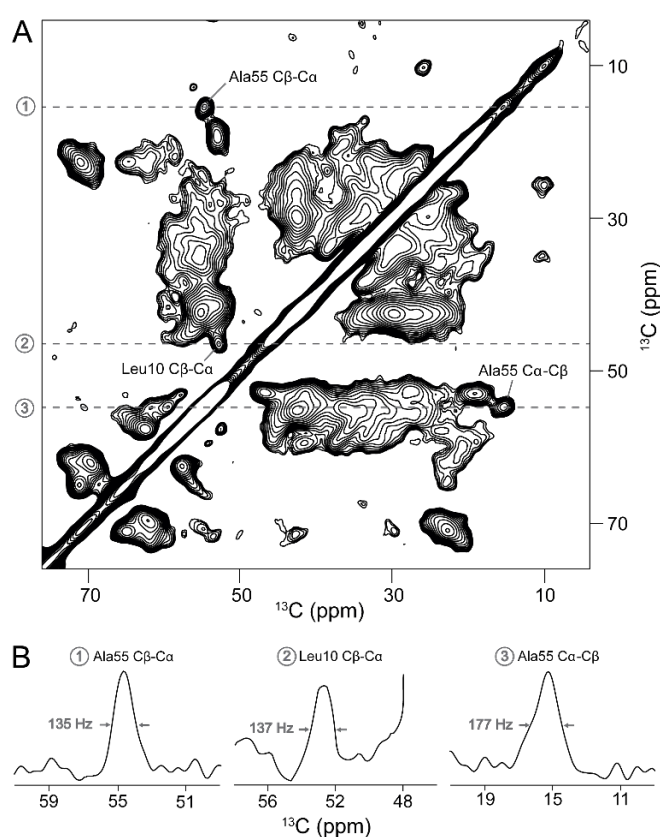 A
Ala55 Cβ-Cα
10
1
30
¹³C (ppm)
2
Leu10 Cβ-Cα
50
Ala55 Cα-Cβ
3
70
70 50 30 10
¹³C (ppm)
B
1 Ala55 Cβ-Cα 2 Leu10 Cβ-Cα 3 Ala55 Cα-Cβ
135 Hz 137 Hz 177 Hz
59 55 51 56 52 48 19 15 11
¹³C (ppm)